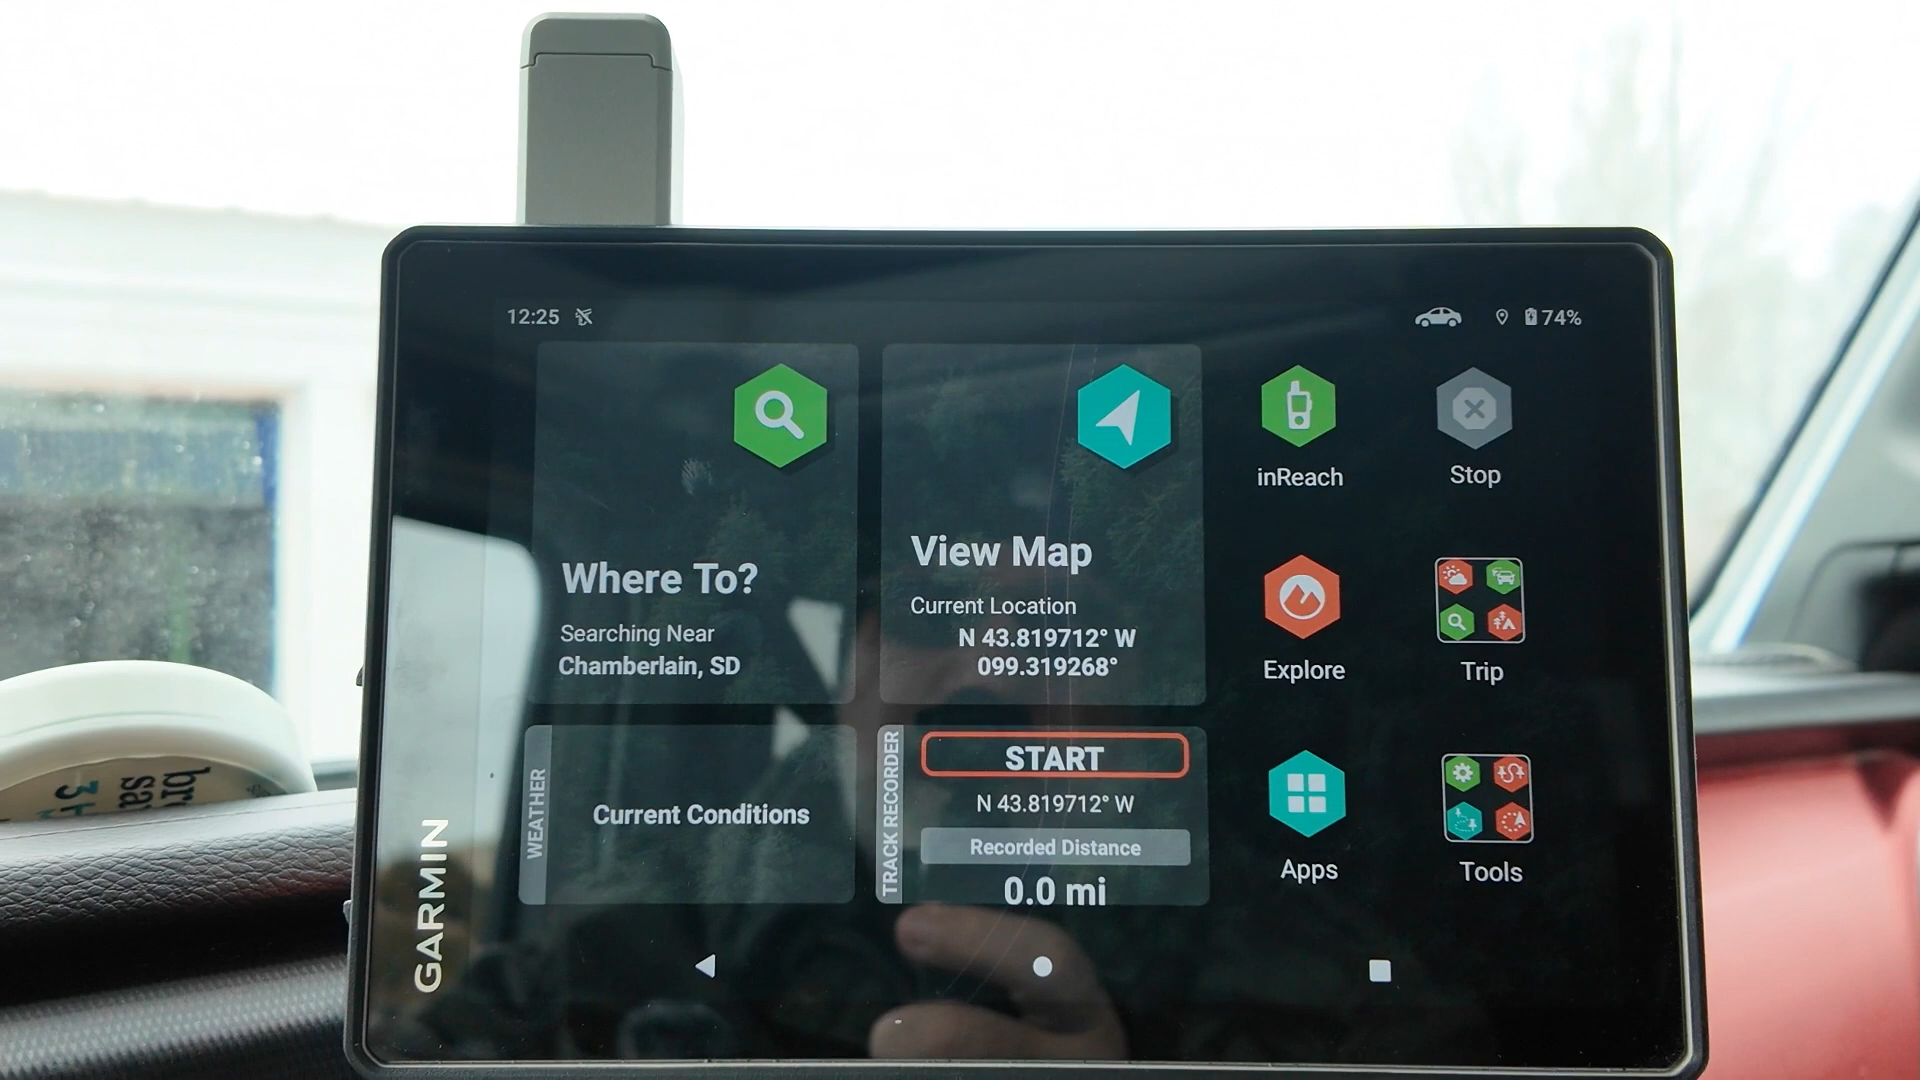 12:25
74%
Where To?
Searching Near
Chamberlain, SD
View Map
Current Location
N 43.819712° W
099.319268°
inReach
Stop
Explore
Trip
WEATHER
Current Conditions
TRACK RECORDER
START
N 43.819712° W
Recorded Distance
0.0 mi
Apps
Tools
GARMIN